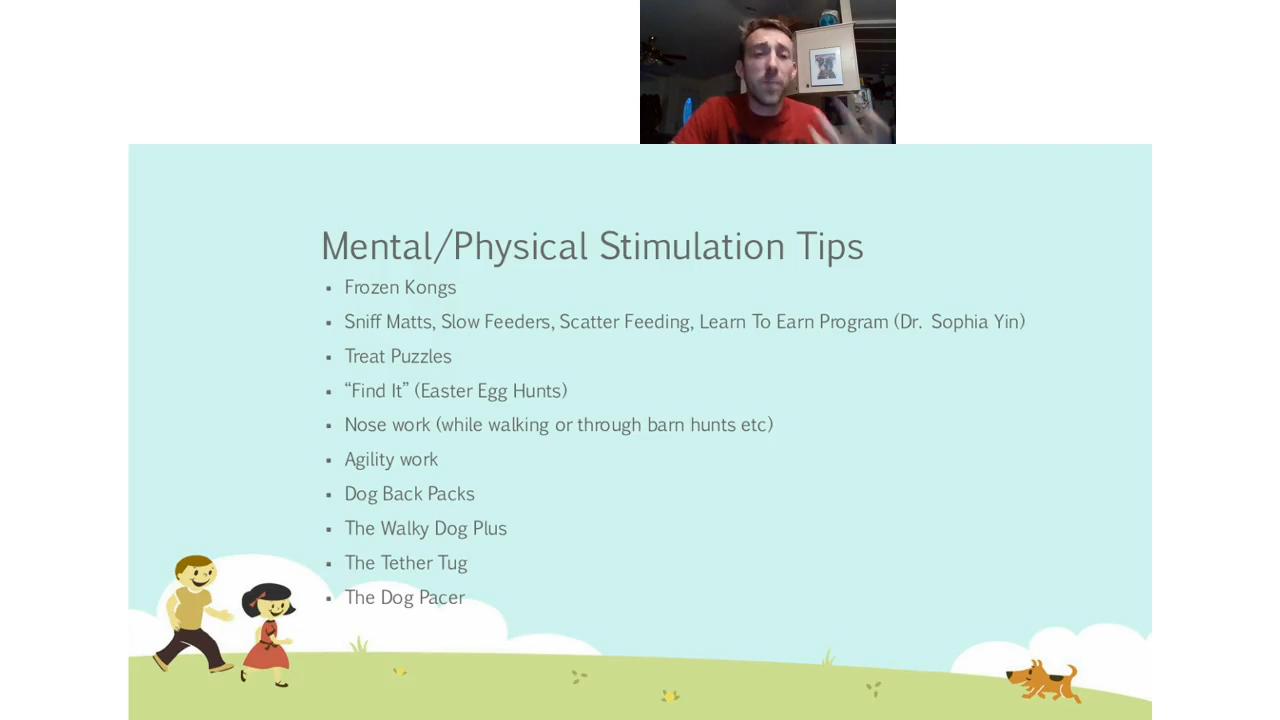 Mental/Physical Stimulation Tips
▪ Frozen Kongs
▪ Sniff Matts, Slow Feeders, Scatter Feeding, Learn To Earn Program (Dr. Sophia Yin)
▪ Treat Puzzles
▪ “Find It” (Easter Egg Hunts)
▪ Nose work (while walking or through barn hunts etc)
▪ Agility work
▪ Dog Back Packs
▪ The Walky Dog Plus
▪ The Tether Tug
▪ The Dog Pacer